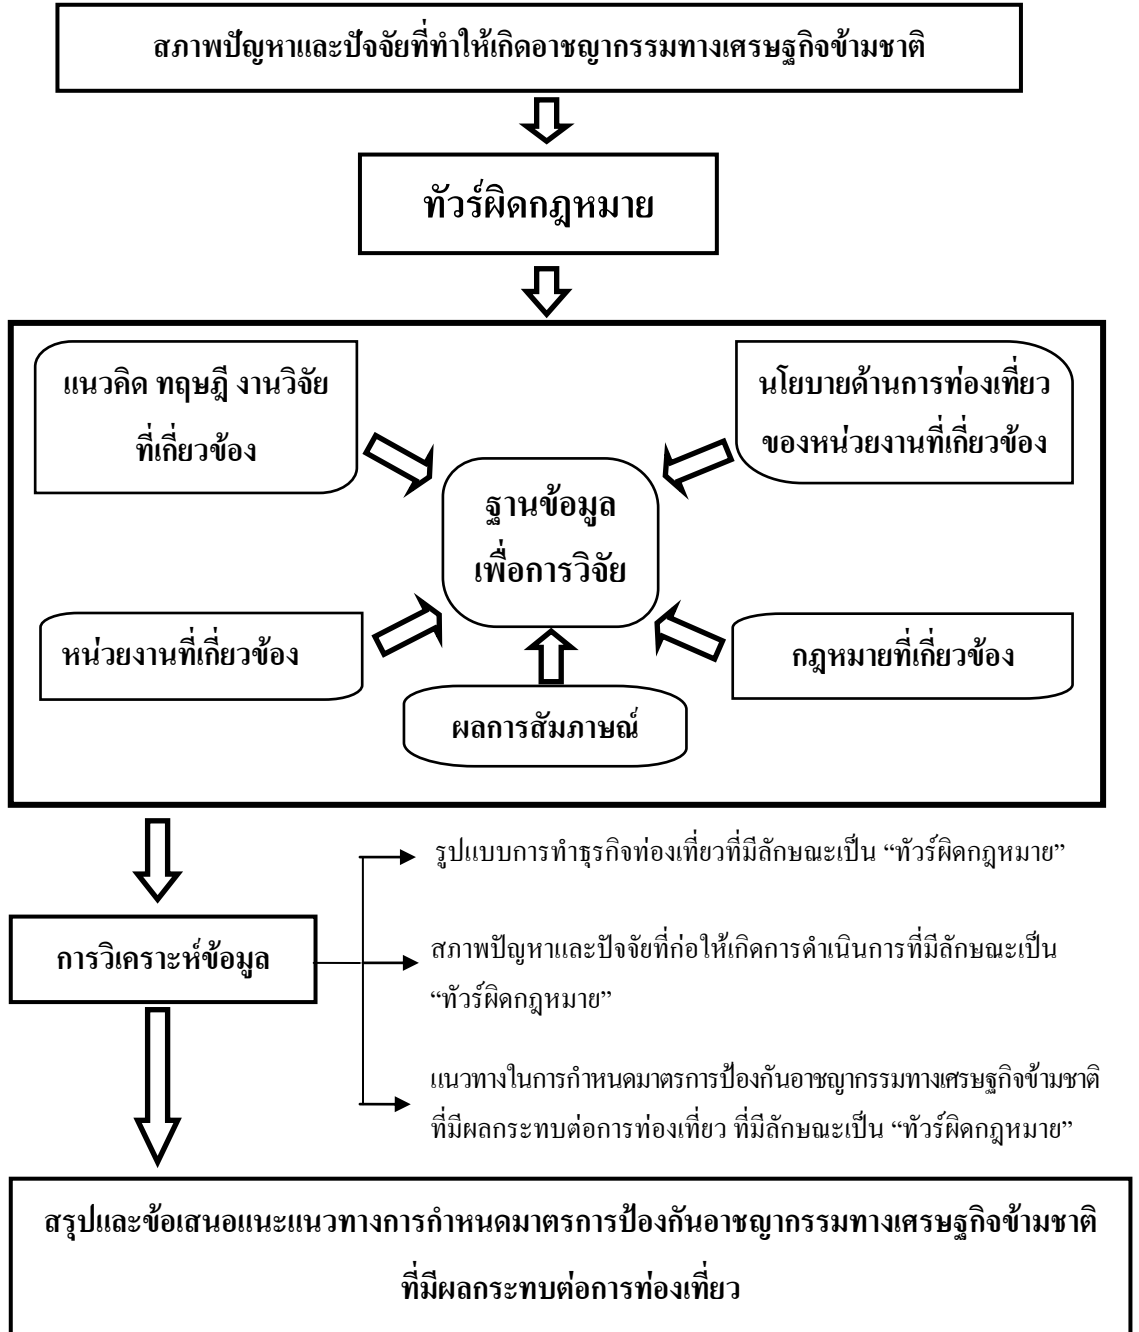 สภาพปัญหาและปัจจัยที่ทำให้เกิดอาชญากรรมทางเศรษฐกิจข้ามชาติ
ทัวร์ผิดกฎหมาย
แนวคิด ทฤษฎี งานวิจัย
ที่เกี่ยวข้อง
นโยบายด้านการท่องเที่ยว
ของหน่วยงานที่เกี่ยวข้อง
ฐานข้อมูล
เพื่อการวิจัย
หน่วยงานที่เกี่ยวข้อง
กฎหมายที่เกี่ยวข้อง
ผลการสัมภาษณ์
การวิเคราะห์ข้อมูล
รูปแบบการทำธุรกิจท่องเที่ยวที่มีลักษณะเป็น “ทัวร์ผิดกฎหมาย”
สภาพปัญหาและปัจจัยที่ก่อให้เกิดการดำเนินการที่มีลักษณะเป็น
“ทัวร์ผิดกฎหมาย”
แนวทางในการกำหนดมาตรการป้องกันอาชญากรรมทางเศรษฐกิจข้ามชาติ
ที่มีผลกระทบต่อการท่องเที่ยว ที่มีลักษณะเป็น “ทัวร์ผิดกฎหมาย”
สรุปและข้อเสนอแนะแนวทางการกำหนดมาตรการป้องกันอาชญากรรมทางเศรษฐกิจข้ามชาติ
ที่มีผลกระทบต่อการท่องเที่ยว